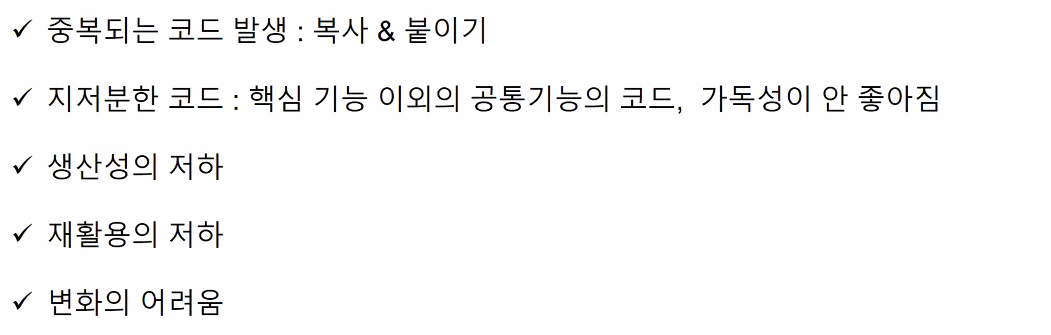 ✓ 중복되는 코드 발생 : 복사 & 붙이기
✓ 지저분한 코드 : 핵심 기능 이외의 공통기능의 코드, 가독성이 안 좋아짐
✓ 생산성의 저하
✓ 재활용의 저하
✓ 변화의 어려움